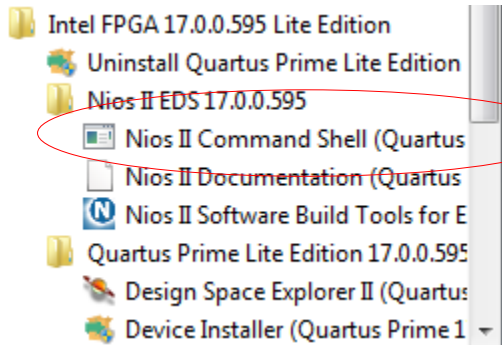 Intel FPGA 17.0.0.595 Lite Edition
Uninstall Quartus Prime Lite Edition
Nios II EDS 17.0.0.595
Nios II Command Shell (Quartus
Nios II Documentation (Quartus
Nios II Software Build Tools for E
Quartus Prime Lite Edition 17.0.0.595
Design Space Explorer II (Quartus
Device Installer (Quartus Prime 1